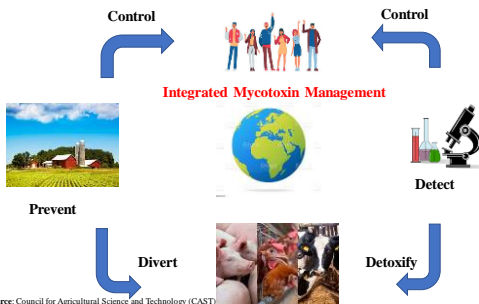 Control
Control
Integrated Mycotoxin Management
Detect
Prevent
Divert
Detoxify
rce: Council for Agricultural Science and Technology (CAST)